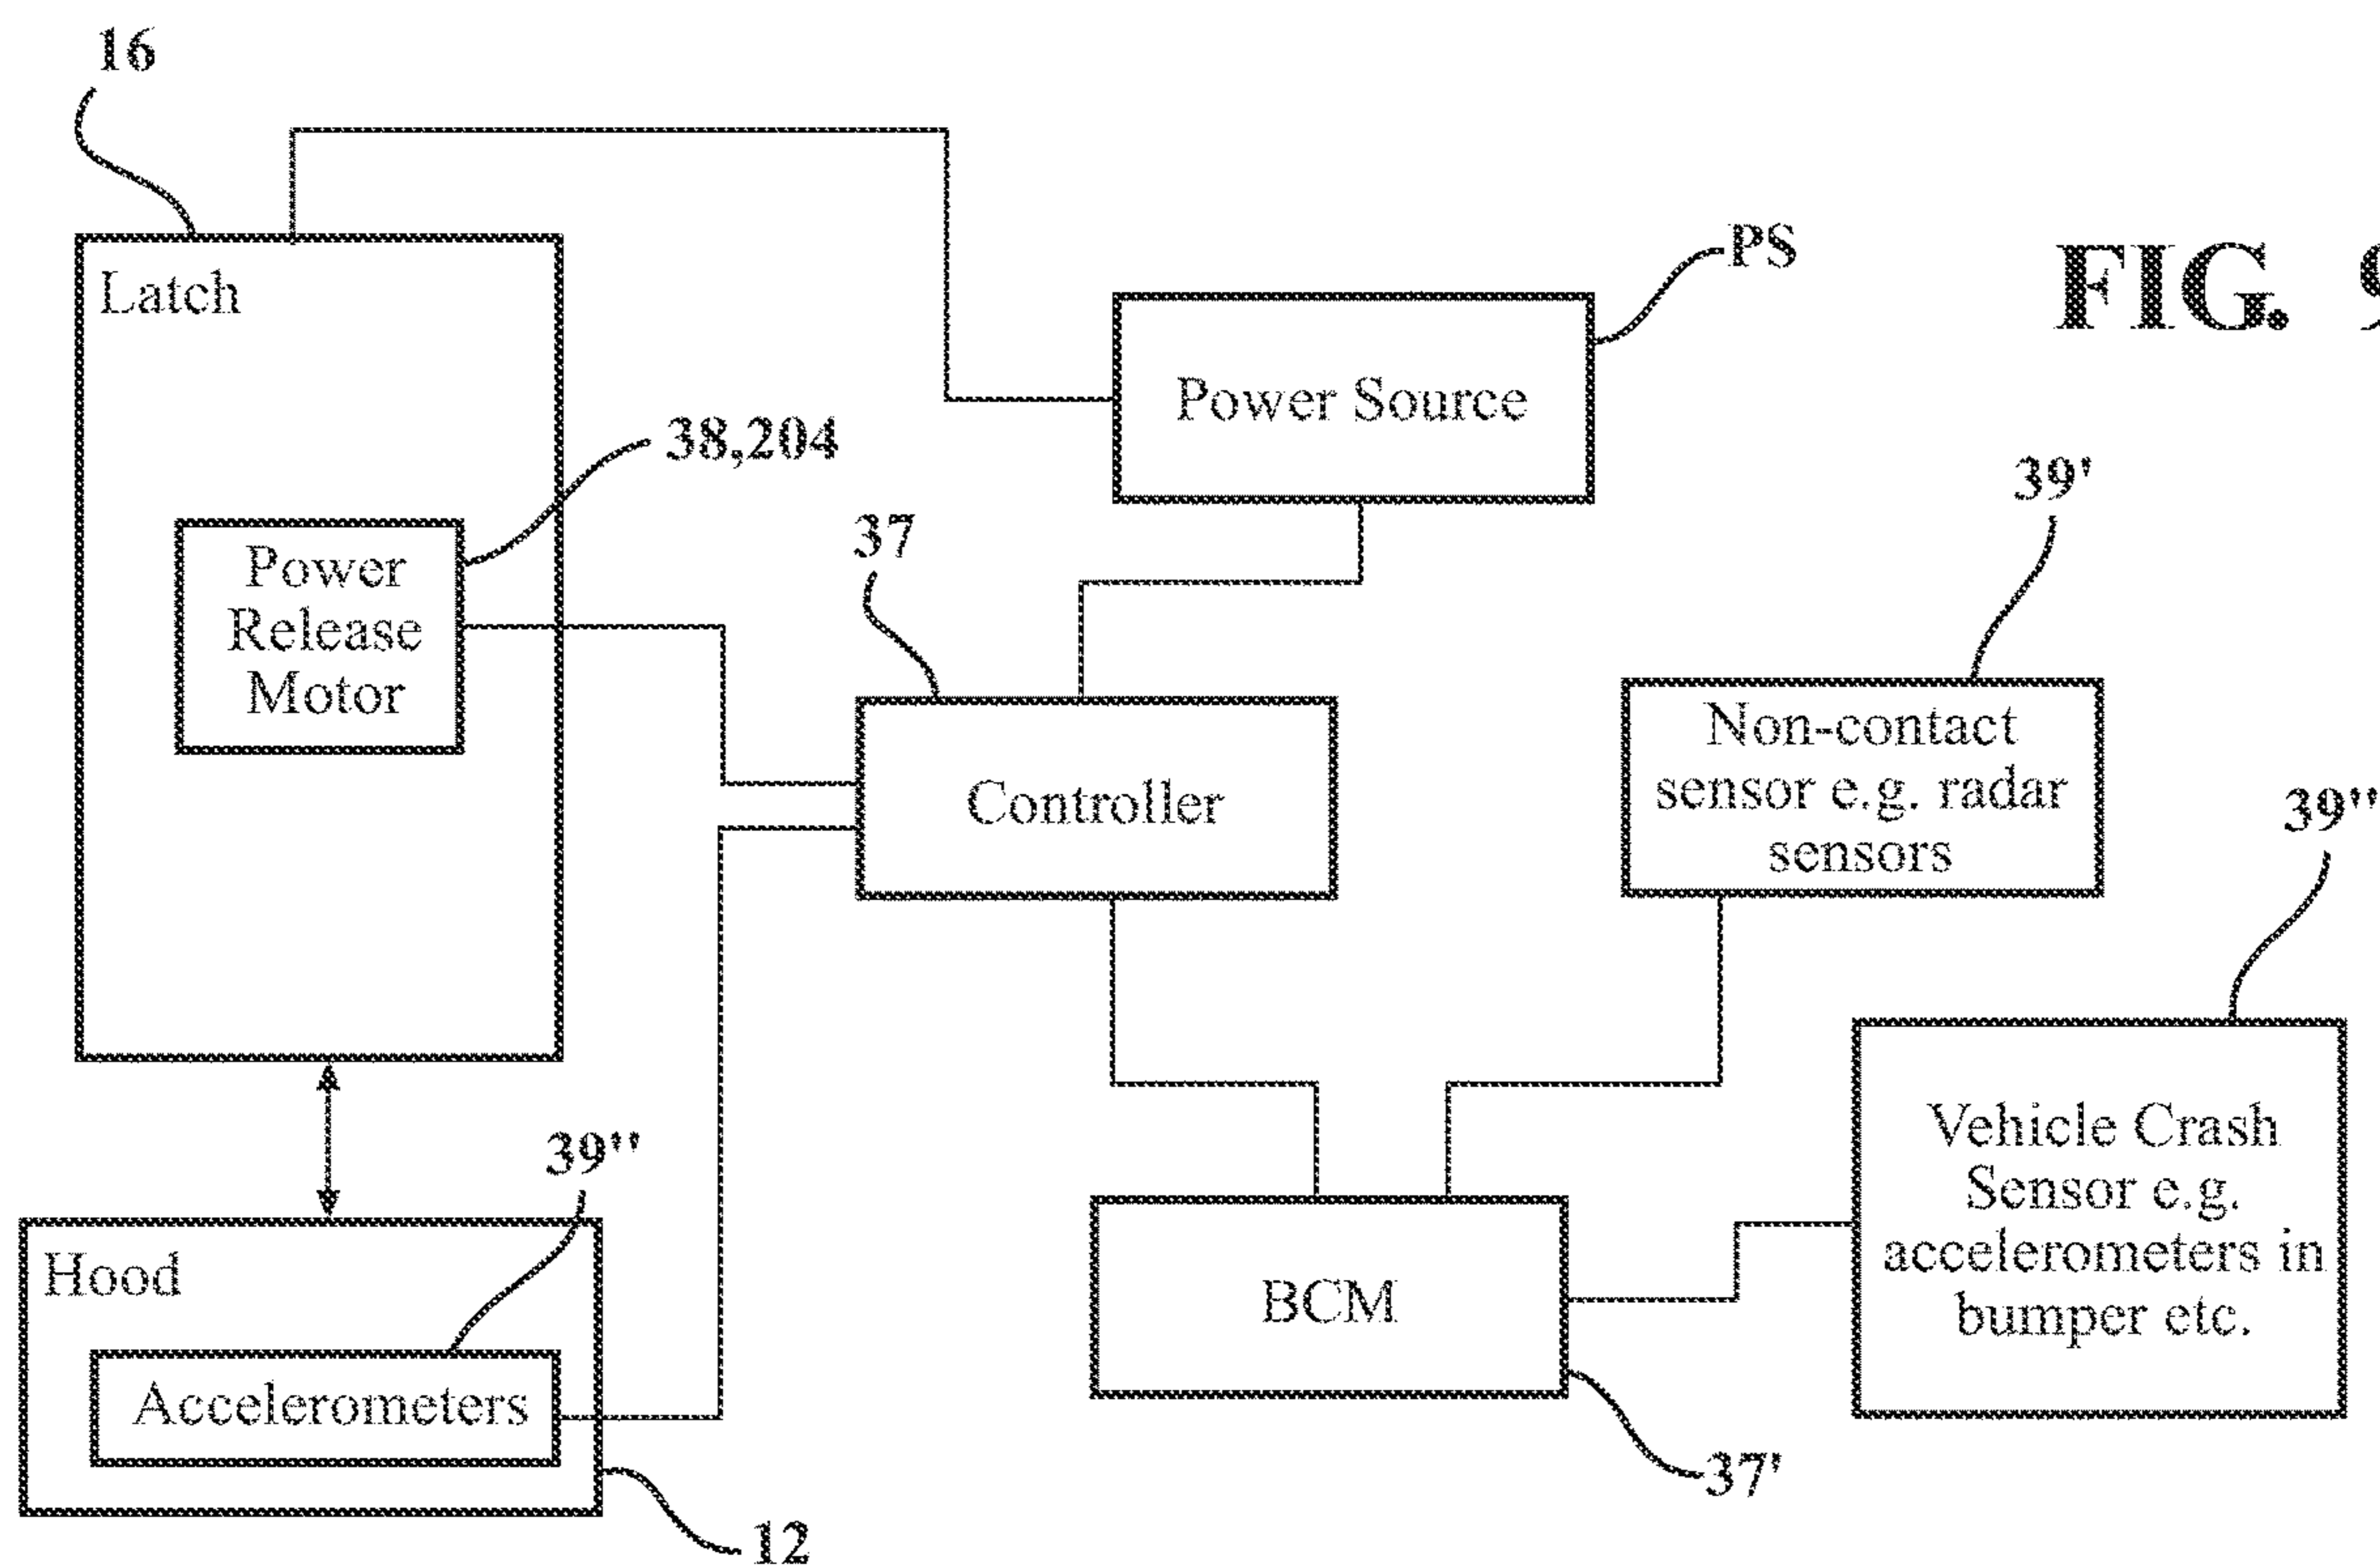 16
Latch
PS
FIG. 9
Power Source
38,204
39'
37
Power
Release
Motor
Non-contact
sensor e.g. radar
sensors
Controller
39''
Vehicle Crash
Sensor e.g.
accelerometers in
bumper etc.
39''
Hood
BCM
Accelerometers
37'
12